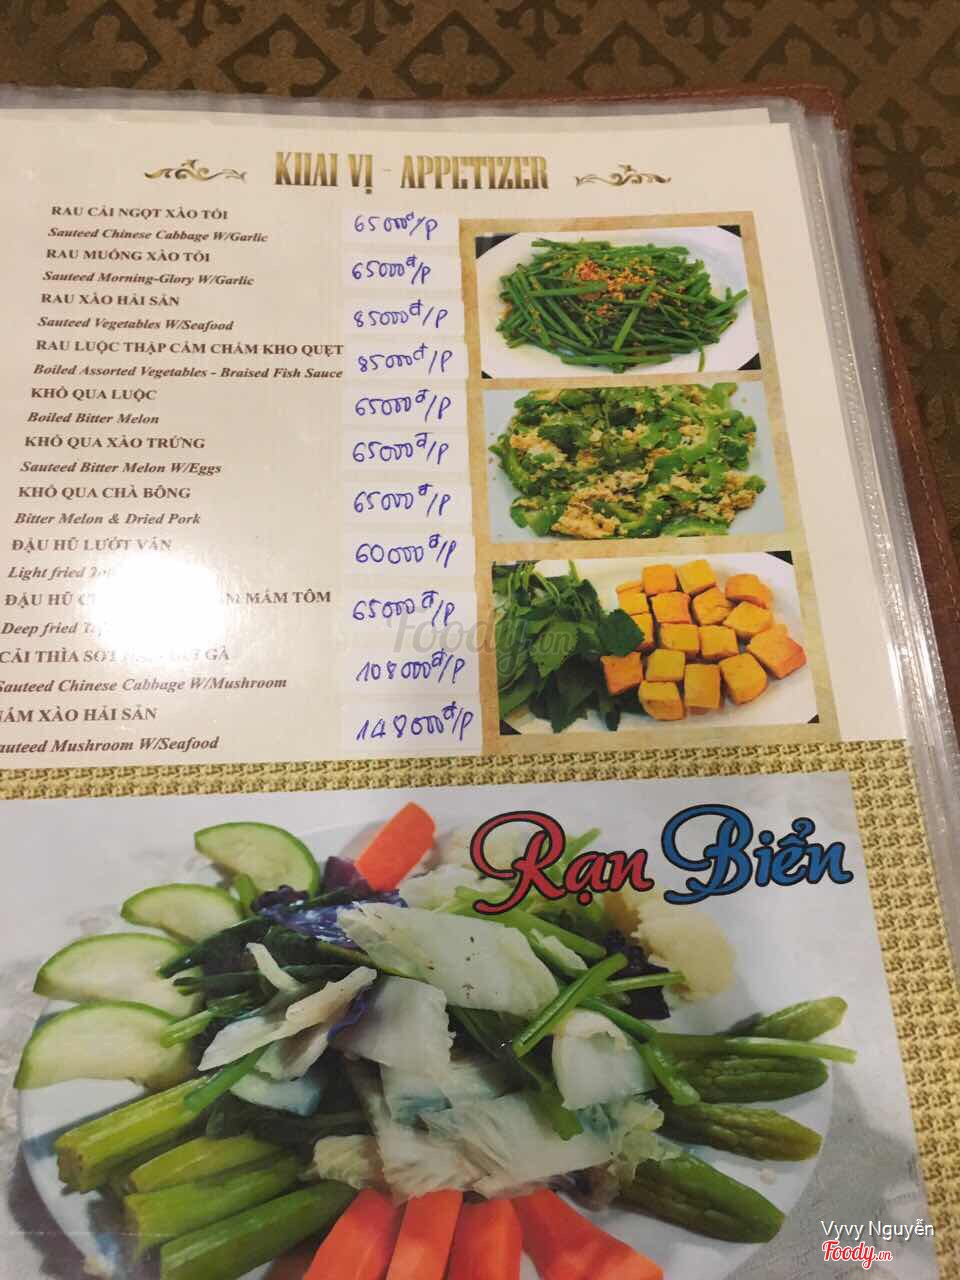 KHAI VỊ - APPETIZER
RAU CẢI NGỌT XÀO TỎI 65000đ/P
Sauteed Chinese Cabbage W/Garlic
RAU MUỐNG XÀO TỎI 65000đ/P
Sauteed Morning-Glory W/Garlic
RAU XÀO HẢI SẢN 85000đ/P
Sauteed Vegetables W/Seafood
RAU LUỘC THẬP CẨM CHẤM KHO QUẸT 85000đ/P
Boiled Assorted Vegetables - Braised Fish Sauce
KHỔ QUA LUỘC 65000đ/P
Boiled Bitter Melon
KHỔ QUA XÀO TRỨNG 65000đ/P
Sauteed Bitter Melon W/Eggs
KHỔ QUA CHÀ BÔNG 65000đ/P
Bitter Melon & Dried Pork
ĐẬU HŨ LƯỚT VÁN 60000đ/P
Light fried
ĐẬU HŨ MẮM TÔM 65000đ/P
Deep fried
CẢI THÌA SỐT GÀ 108000đ/P
Sauteed Chinese Cabbage W/Mushroom
NẤM XÀO HẢI SẢN 148000đ/P
Sauteed Mushroom W/Seafood
Foody.vn
Rạn Biển
Vyvy Nguyễn
Foody.vn